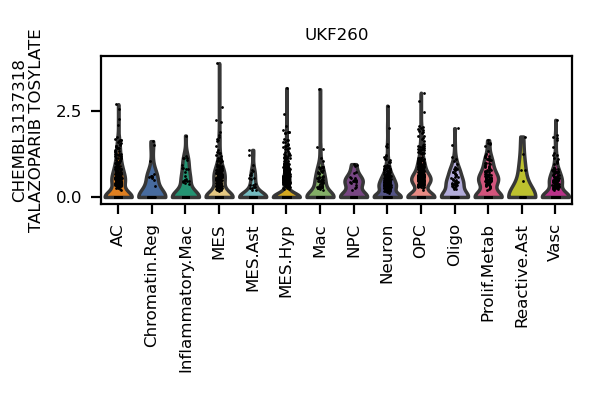 UKF260
CHEMBL3137318
TALAZOPARIB TOSYLATE
2.5
0.0
AC
Chromatin.Reg
Inflammatory.Mac
MES
MES.Ast
MES.Hyp
Mac
NPC
Neuron
OPC
Oligo
Prolif.Metab
Reactive.Ast
Vasc